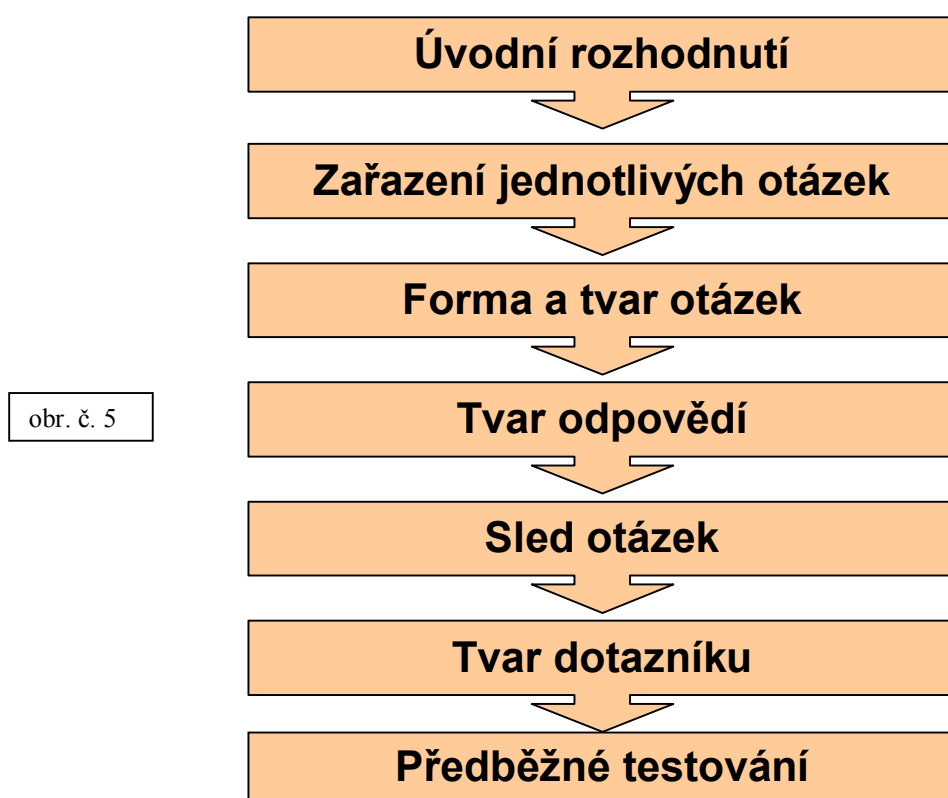 Úvodní rozhodnutí
Zařazení jednotlivých otázek
Forma a tvar otázek
obr. č. 5
Tvar odpovědí
Sled otázek
Tvar dotazníku
Předběžné testování